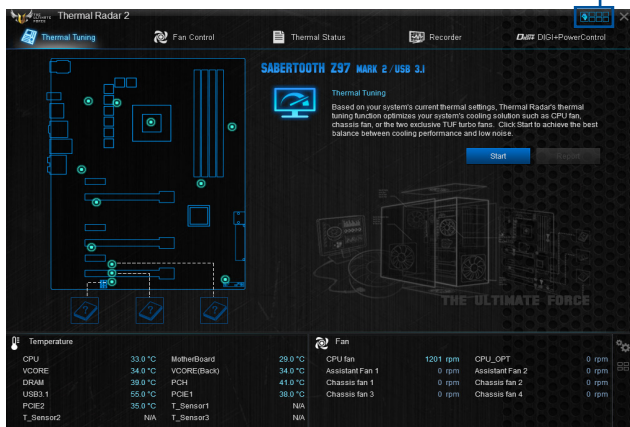 THE ULTIMATE FORCE Thermal Radar 2
Thermal Tuning Fan Control Thermal Status Recorder DIGI+ DIGI+PowerControl
SABERTOOTH Z97 MARK 2/USB 3.1
Thermal Tuning
Based on your system's current thermal settings, Thermal Radar's thermal
tuning function optimizes your system's cooling solution such as CPU fan,
chassis fan, or the two exclusive TUF turbo fans. Click Start to achieve the best
balance between cooling performance and low noise.
Start Report
? ? ?
THE ULTIMATE FORCE
Temperature Fan
CPU 33.0 °C MotherBoard 29.0 °C CPU fan 1201 rpm CPU_OPT 0 rpm
VCORE 34.0 °C VCORE(Back) 34.0 °C Assistant Fan 1 0 rpm Assistant Fan 2 0 rpm
DRAM 39.0 °C PCH 41.0 °C Chassis fan 1 0 rpm Chassis fan 2 0 rpm
USB3.1 55.0 °C PCIE1 38.0 °C Chassis fan 3 0 rpm Chassis fan 4 0 rpm
PCIE2 35.0 °C T_Sensor1 N/A
T_Sensor2 N/A T_Sensor3 N/A